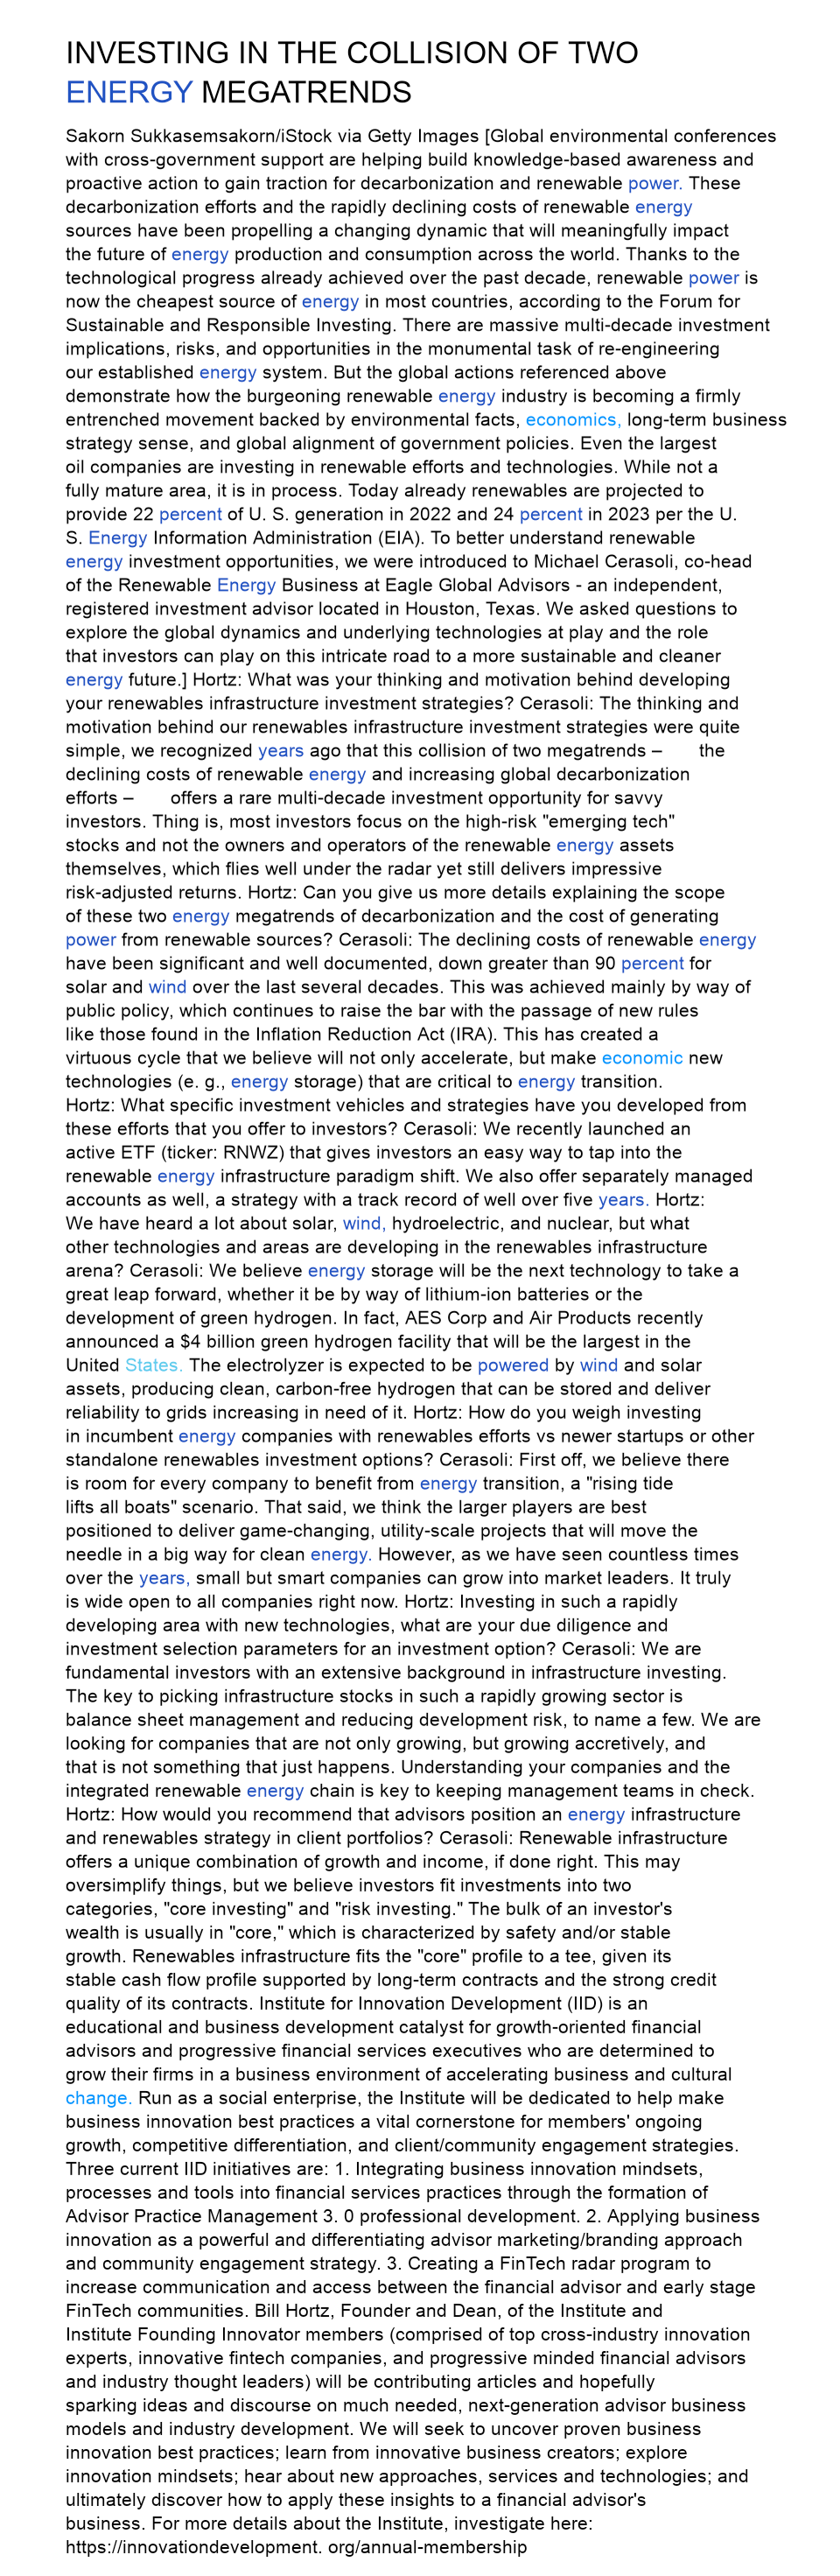 INVESTING IN THE COLLISION OF TWO
ENERGY MEGATRENDS
Sakorn Sukkasemsakorn/iStock via Getty Images [Global environmental conferences
with cross-government support are helping build knowledge-based awareness and
proactive action to gain traction for decarbonization and renewable power. These
decarbonization efforts and the rapidly declining costs of renewable energy
sources have been propelling a changing dynamic that will meaningfully impact
the future of energy production and consumption across the world. Thanks to the
technological progress already achieved over the past decade, renewable power is
now the cheapest source of energy in most countries, according to the Forum for
Sustainable and Responsible Investing. There are massive multi-decade investment
implications, risks, and opportunities in the monumental task of re-engineering
our established energy system. But the global actions referenced above
demonstrate how the burgeoning renewable energy industry is becoming a firmly
entrenched movement backed by environmental facts, economics, long-term business
strategy sense, and global alignment of government policies. Even the largest
oil companies are investing in renewable efforts and technologies. While not a
fully mature area, it is in process. Today already renewables are projected to
provide 22 percent of U. S. generation in 2022 and 24 percent in 2023 per the U.
S. Energy Information Administration (EIA). To better understand renewable
energy investment opportunities, we were introduced to Michael Cerasoli, co-head
of the Renewable Energy Business at Eagle Global Advisors - an independent,
registered investment advisor located in Houston, Texas. We asked questions to
explore the global dynamics and underlying technologies at play and the role
that investors can play on this intricate road to a more sustainable and cleaner
energy future.] Hortz: What was your thinking and motivation behind developing
your renewables infrastructure investment strategies? Cerasoli: The thinking and
motivation behind our renewables infrastructure investment strategies were quite
simple, we recognized years ago that this collision of two megatrends – the
declining costs of renewable energy and increasing global decarbonization
efforts – offers a rare multi-decade investment opportunity for savvy
investors. Thing is, most investors focus on the high-risk "emerging tech"
stocks and not the owners and operators of the renewable energy assets
themselves, which flies well under the radar yet still delivers impressive
risk-adjusted returns. Hortz: Can you give us more details explaining the scope
of these two energy megatrends of decarbonization and the cost of generating
power from renewable sources? Cerasoli: The declining costs of renewable energy
have been significant and well documented, down greater than 90 percent for
solar and wind over the last several decades. This was achieved mainly by way of
public policy, which continues to raise the bar with the passage of new rules
like those found in the Inflation Reduction Act (IRA). This has created a
virtuous cycle that we believe will not only accelerate, but make economic new
technologies (e. g., energy storage) that are critical to energy transition.
Hortz: What specific investment vehicles and strategies have you developed from
these efforts that you offer to investors? Cerasoli: We recently launched an
active ETF (ticker: RNWZ) that gives investors an easy way to tap into the
renewable energy infrastructure paradigm shift. We also offer separately managed
accounts as well, a strategy with a track record of well over five years. Hortz:
We have heard a lot about solar, wind, hydroelectric, and nuclear, but what
other technologies and areas are developing in the renewables infrastructure
arena? Cerasoli: We believe energy storage will be the next technology to take a
great leap forward, whether it be by way of lithium-ion batteries or the
development of green hydrogen. In fact, AES Corp and Air Products recently
announced a $4 billion green hydrogen facility that will be the largest in the
United States. The electrolyzer is expected to be powered by wind and solar
assets, producing clean, carbon-free hydrogen that can be stored and deliver
reliability to grids increasing in need of it. Hortz: How do you weigh investing
in incumbent energy companies with renewables efforts vs newer startups or other
standalone renewables investment options? Cerasoli: First off, we believe there
is room for every company to benefit from energy transition, a "rising tide
lifts all boats" scenario. That said, we think the larger players are best
positioned to deliver game-changing, utility-scale projects that will move the
needle in a big way for clean energy. However, as we have seen countless times
over the years, small but smart companies can grow into market leaders. It truly
is wide open to all companies right now. Hortz: Investing in such a rapidly
developing area with new technologies, what are your due diligence and
investment selection parameters for an investment option? Cerasoli: We are
fundamental investors with an extensive background in infrastructure investing.
The key to picking infrastructure stocks in such a rapidly growing sector is
balance sheet management and reducing development risk, to name a few. We are
looking for companies that are not only growing, but growing accretively, and
that is not something that just happens. Understanding your companies and the
integrated renewable energy chain is key to keeping management teams in check.
Hortz: How would you recommend that advisors position an energy infrastructure
and renewables strategy in client portfolios? Cerasoli: Renewable infrastructure
offers a unique combination of growth and income, if done right. This may
oversimplify things, but we believe investors fit investments into two
categories, "core investing" and "risk investing." The bulk of an investor's
wealth is usually in "core," which is characterized by safety and/or stable
growth. Renewables infrastructure fits the "core" profile to a tee, given its
stable cash flow profile supported by long-term contracts and the strong credit
quality of its contracts. Institute for Innovation Development (IID) is an
educational and business development catalyst for growth-oriented financial
advisors and progressive financial services executives who are determined to
grow their firms in a business environment of accelerating business and cultural
change. Run as a social enterprise, the Institute will be dedicated to help make
business innovation best practices a vital cornerstone for members' ongoing
growth, competitive differentiation, and client/community engagement strategies.
Three current IID initiatives are: 1. Integrating business innovation mindsets,
processes and tools into financial services practices through the formation of
Advisor Practice Management 3. 0 professional development. 2. Applying business
innovation as a powerful and differentiating advisor marketing/branding approach
and community engagement strategy. 3. Creating a FinTech radar program to
increase communication and access between the financial advisor and early stage
FinTech communities. Bill Hortz, Founder and Dean, of the Institute and
Institute Founding Innovator members (comprised of top cross-industry innovation
experts, innovative fintech companies, and progressive minded financial advisors
and industry thought leaders) will be contributing articles and hopefully
sparking ideas and discourse on much needed, next-generation advisor business
models and industry development. We will seek to uncover proven business
innovation best practices; learn from innovative business creators; explore
innovation mindsets; hear about new approaches, services and technologies; and
ultimately discover how to apply these insights to a financial advisor's
business. For more details about the Institute, investigate here:
https://innovationdevelopment. org/annual-membership